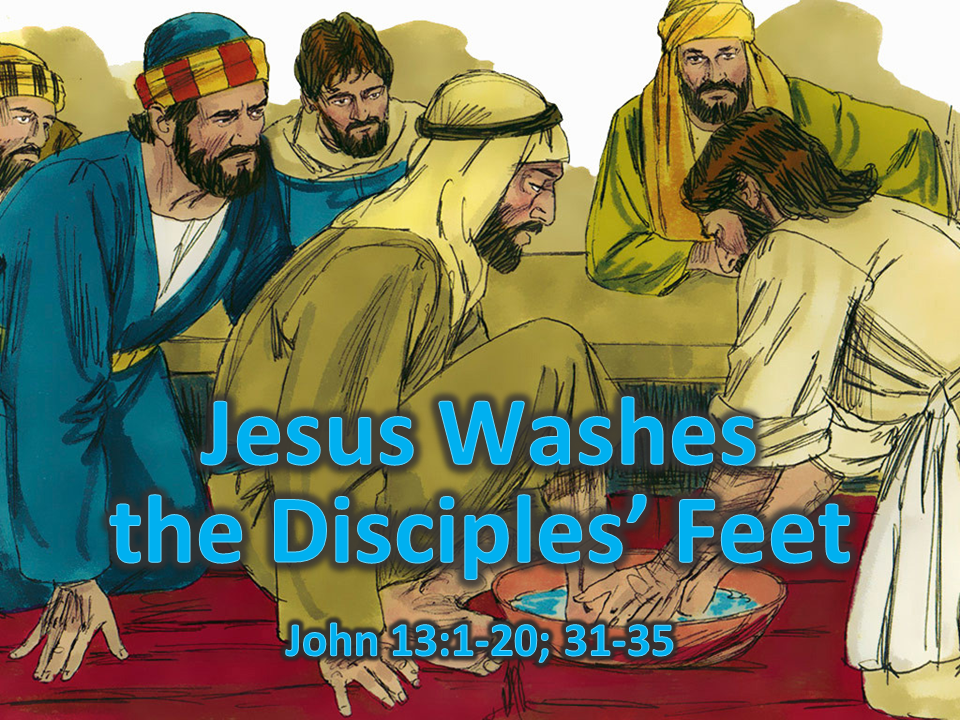 Jesus Washes
the Disciples’ Feet
John 13:1-20; 31-35